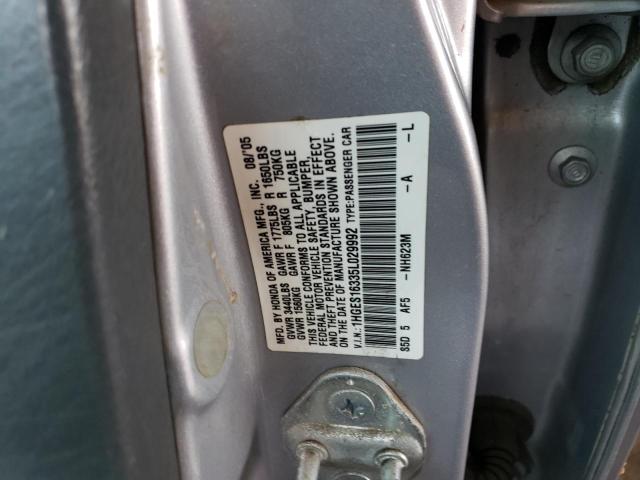 MFD. BY HONDA OF AMERICA MFG., INC. 08/'05
GVWR 3440LBS GAWR F 1775LBS R 1650LBS
GVWR 1560KG GAWR F 805KG R 750KG
THIS VEHICLE CONFORMS TO ALL APPLICABLE
FEDERAL MOTOR VEHICLE SAFETY, BUMPER,
AND THEFT PREVENTION STANDARDS IN EFFECT
ON THE DATE OF MANUFACTURE SHOWN ABOVE.
V.I.N.:1HGES16335L029992 TYPE:PASSENGER CAR
S5D 5 AF5 -NH623M -A -L